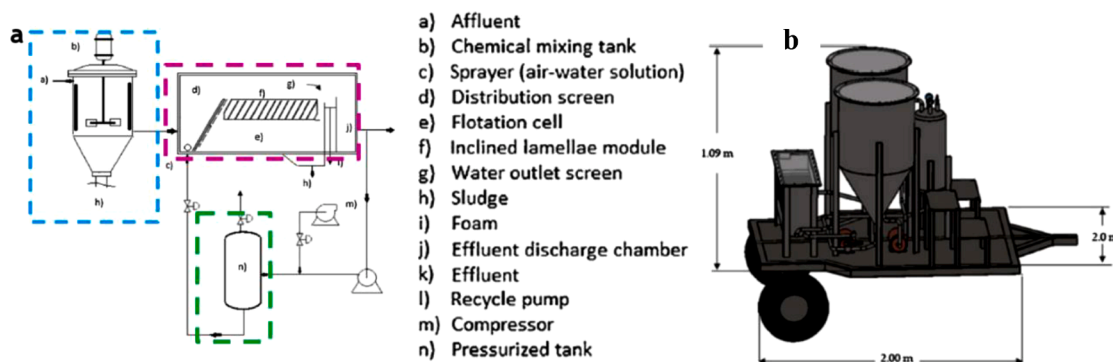 a
b)
a)
h)
d)
g)
f)
e)
j)
c)
i)
h)
m)
n)
a) Affluent
b) Chemical mixing tank
c) Sprayer (air-water solution)
d) Distribution screen
e) Flotation cell
f) Inclined lamellae module
g) Water outlet screen
h) Sludge
i) Foam
j) Effluent discharge chamber
k) Effluent
l) Recycle pump
m) Compressor
n) Pressurized tank
b
1.09 m
2.0 m
2.00 m